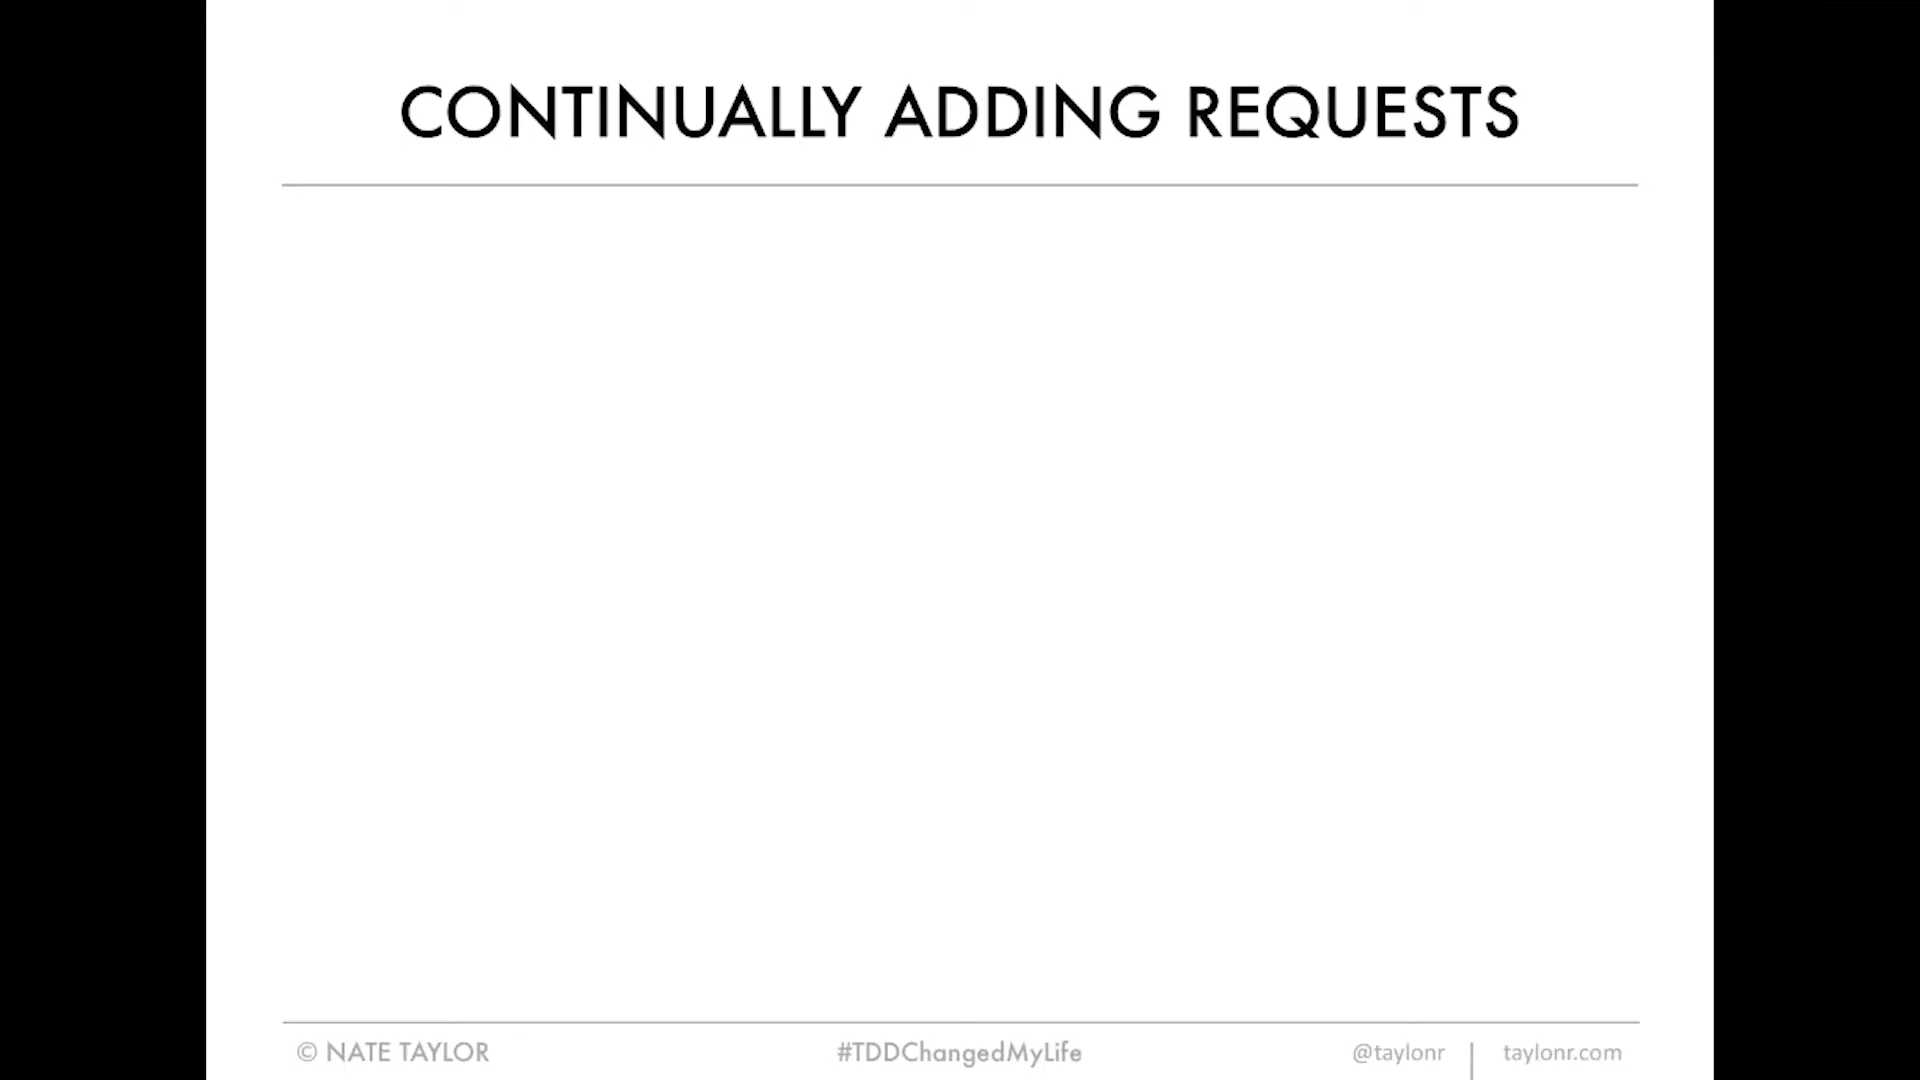 CONTINUALLY ADDING REQUESTS
© NATE TAYLOR #TDDChangedMyLife @taylonr | taylonr.com